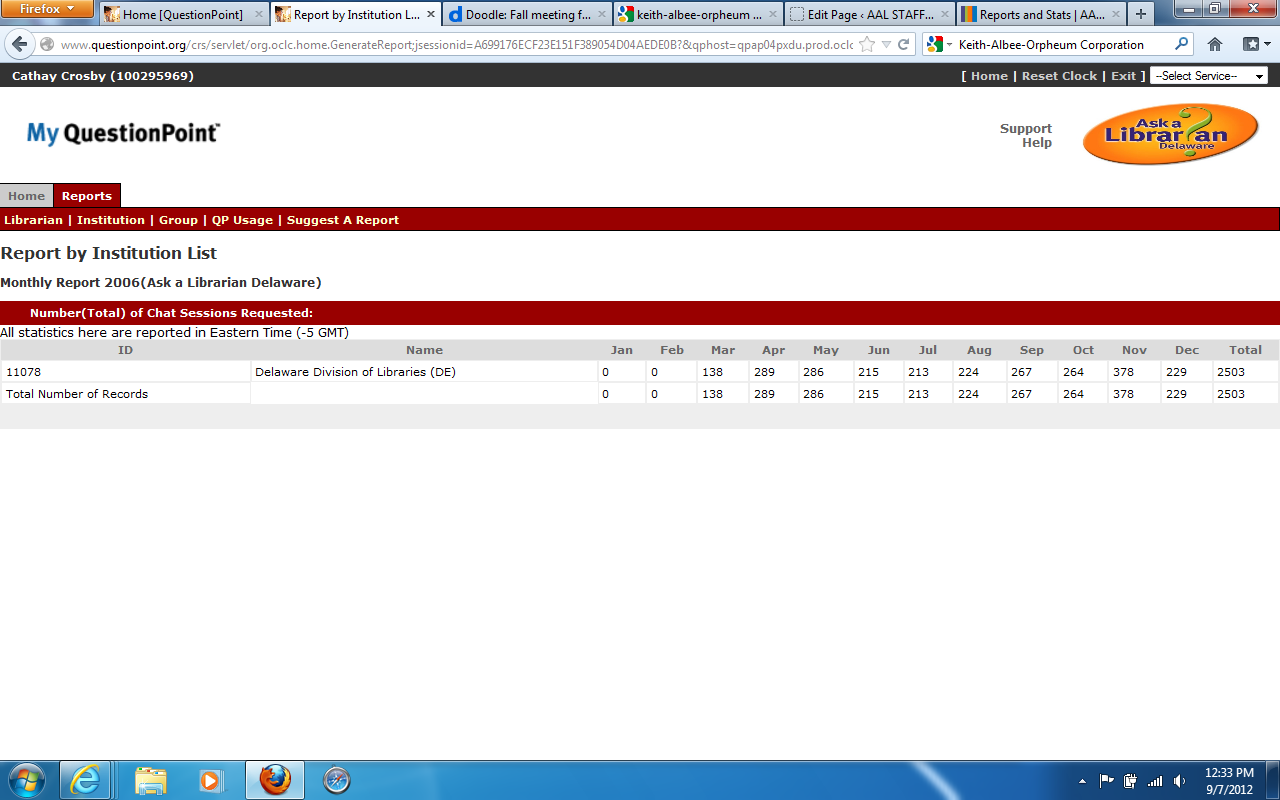 Firefox
Home [QuestionPoint]
Report by Institution L...
Doodle: Fall meeting f...
keith-albee-orpheum ...
Edit Page ‹ AAL STAFF...
Reports and Stats | AA...
www.questionpoint.org/crs/servlet/org.oclc.home.GenerateReport;jsessionid=A699176ECF23E151F389054D04AEDE0B?&qphost=qpap04pxdu.prod.oclc
Keith-Albee-Orpheum Corporation
Cathay Crosby (100295969)
[ Home | Reset Clock | Exit ]
--Select Service--
My QuestionPoint™
Support
Help
Ask a
Librarian
Delaware
Home
Reports
Librarian | Institution | Group | QP Usage | Suggest A Report
Report by Institution List
Monthly Report 2006(Ask a Librarian Delaware)
Number(Total) of Chat Sessions Requested:
All statistics here are reported in Eastern Time (-5 GMT)
ID Name Jan Feb Mar Apr May Jun Jul Aug Sep Oct Nov Dec Total
11078 Delaware Division of Libraries (DE) 0 0 138 289 286 215 213 224 267 264 378 229 2503
Total Number of Records 0 0 138 289 286 215 213 224 267 264 378 229 2503
12:33 PM
9/7/2012